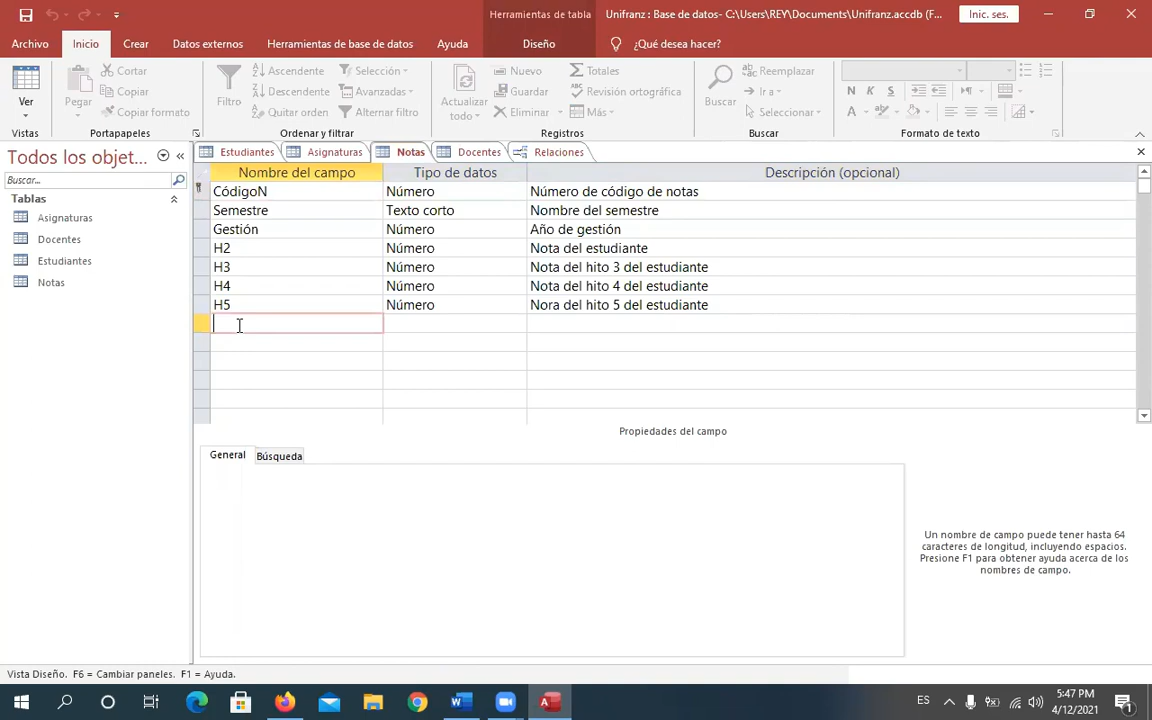 Herramientas de tabla
Unifranz : Base de datos- C:\Users\REY\Documents\Unifranz.accdb (F...
Inic. ses.
Archivo
Inicio
Crear
Datos externos
Herramientas de base de datos
Ayuda
Diseño
¿Qué desea hacer?
Ver
Pegar
Cortar
Copiar
Copiar formato
Filtro
Ascendente
Descendente
Quitar orden
Selección
Avanzadas
Alternar filtro
Actualizar
todo
Nuevo
Guardar
Eliminar
Totales
Revisión ortográfica
Más
Buscar
Reemplazar
Ir a
Seleccionar
N K S
A
Vistas
Portapapeles
Ordenar y filtrar
Registros
Buscar
Formato de texto
Todos los objet...
Buscar...
Tablas
Asignaturas
Docentes
Estudiantes
Notas
Estudiantes
Asignaturas
Notas
Docentes
Relaciones
Nombre del campo Tipo de datos Descripción (opcional)
CódigoN Número Número de código de notas
Semestre Texto corto Nombre del semestre
Gestión Número Año de gestión
H2 Número Nota del estudiante
H3 Número Nota del hito 3 del estudiante
H4 Número Nota del hito 4 del estudiante
H5 Número Nora del hito 5 del estudiante
Propiedades del campo
General
Búsqueda
Un nombre de campo puede tener hasta 64
caracteres de longitud, incluyendo espacios.
Presione F1 para obtener ayuda acerca de los
nombres de campo.
Vista Diseño. F6 = Cambiar paneles. F1 = Ayuda.
ES
5:47 PM
4/12/2021
1